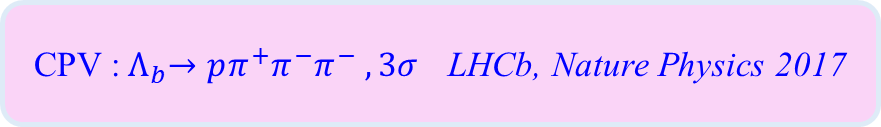 CPV : Λ_b → pπ⁺π⁻π⁻ , 3σ LHCb, Nature Physics 2017